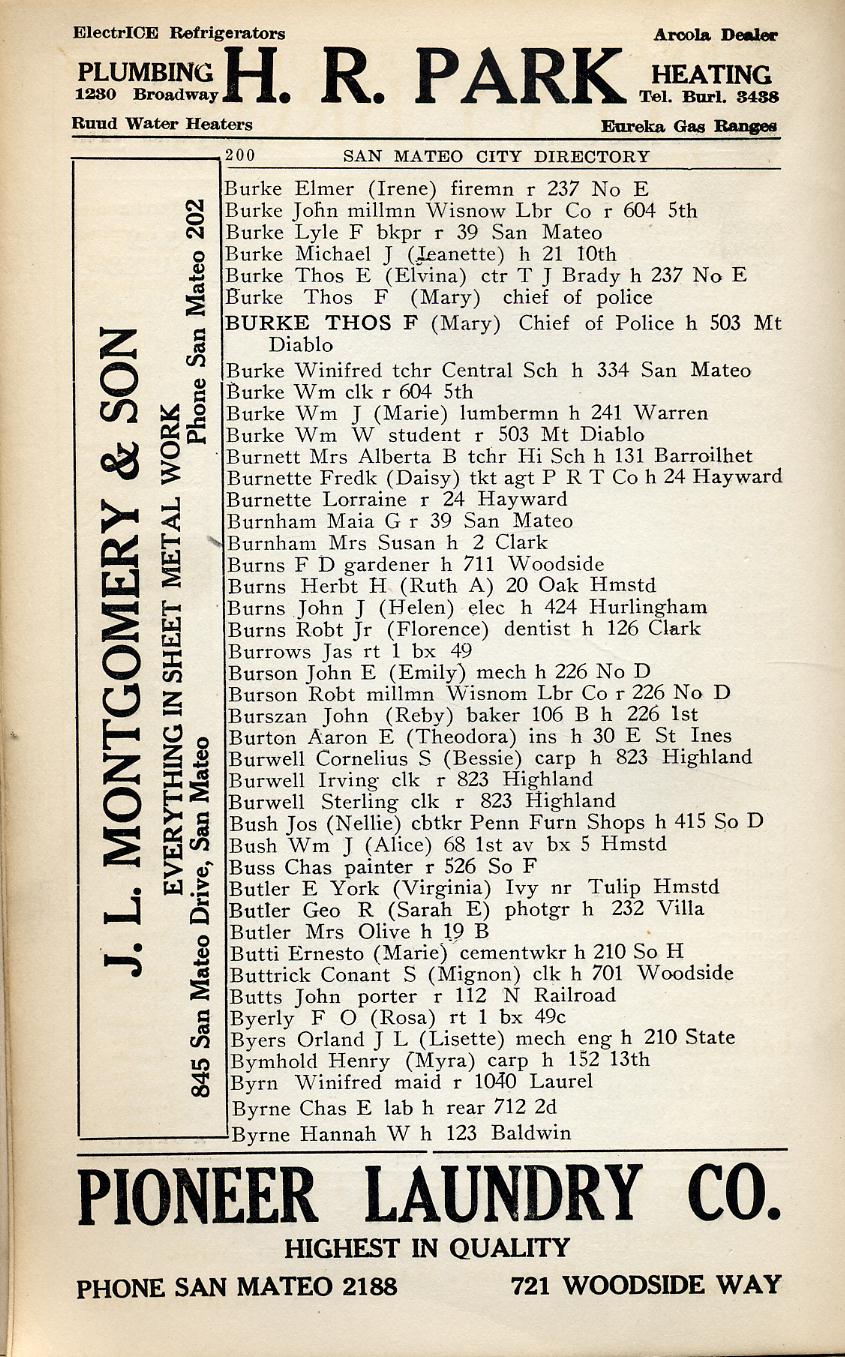 ElectrICE Refrigerators Arcola Dealer
PLUMBING H. R. PARK HEATING
1230 Broadway Tel. Burl. 3438
Ruud Water Heaters Eureka Gas Ranges
200 SAN MATEO CITY DIRECTORY
J. L. MONTGOMERY & SON
EVERYTHING IN SHEET METAL WORK
845 San Mateo Drive, San Mateo Phone San Mateo 202
Burke Elmer (Irene) firemn r 237 No E
Burke John millmn Wisnow Lbr Co r 604 5th
Burke Lyle F bkpr r 39 San Mateo
Burke Michael J (Jeanette) h 21 10th
Burke Thos E (Elvina) ctr T J Brady h 237 No E
Burke Thos F (Mary) chief of police
BURKE THOS F (Mary) Chief of Police h 503 Mt
Diablo
Burke Winifred tchr Central Sch h 334 San Mateo
Burke Wm clk r 604 5th
Burke Wm J (Marie) lumbermn h 241 Warren
Burke Wm W student r 503 Mt Diablo
Burnett Mrs Alberta B tchr Hi Sch h 131 Barroilhet
Burnette Fredk (Daisy) tkt agt P R T Co h 24 Hayward
Burnette Lorraine r 24 Hayward
Burnham Maia G r 39 San Mateo
Burnham Mrs Susan h 2 Clark
Burns F D gardener h 711 Woodside
Burns Herbt H (Ruth A) 20 Oak Hmstd
Burns John J (Helen) elec h 424 Hurlingham
Burns Robt Jr (Florence) dentist h 126 Clark
Burrows Jas rt 1 bx 49
Burson John E (Emily) mech h 226 No D
Burson Robt millmn Wisnom Lbr Co r 226 No D
Burszan John (Reby) baker 106 B h 226 1st
Burton Aaron E (Theodora) ins h 30 E St Ines
Burwell Cornelius S (Bessie) carp h 823 Highland
Burwell Irving clk r 823 Highland
Burwell Sterling clk r 823 Highland
Bush Jos (Nellie) cbtkr Penn Furn Shops h 415 So D
Bush Wm J (Alice) 68 1st av bx 5 Hmstd
Buss Chas painter r 526 So F
Butler E York (Virginia) Ivy nr Tulip Hmstd
Butler Geo R (Sarah E) photgr h 232 Villa
Butler Mrs Olive h 19 B
Butti Ernesto (Marie) cementwkr h 210 So H
Buttrick Conant S (Mignon) clk h 701 Woodside
Butts John porter r 112 N Railroad
Byerly F O (Rosa) rt 1 bx 49c
Byers Orland J L (Lisette) mech eng h 210 State
Bymhold Henry (Myra) carp h 152 13th
Byrn Winifred maid r 1040 Laurel
Byrne Chas E lab h rear 712 2d
Byrne Hannah W h 123 Baldwin
PIONEER LAUNDRY CO.
HIGHEST IN QUALITY
PHONE SAN MATEO 2188 721 WOODSIDE WAY